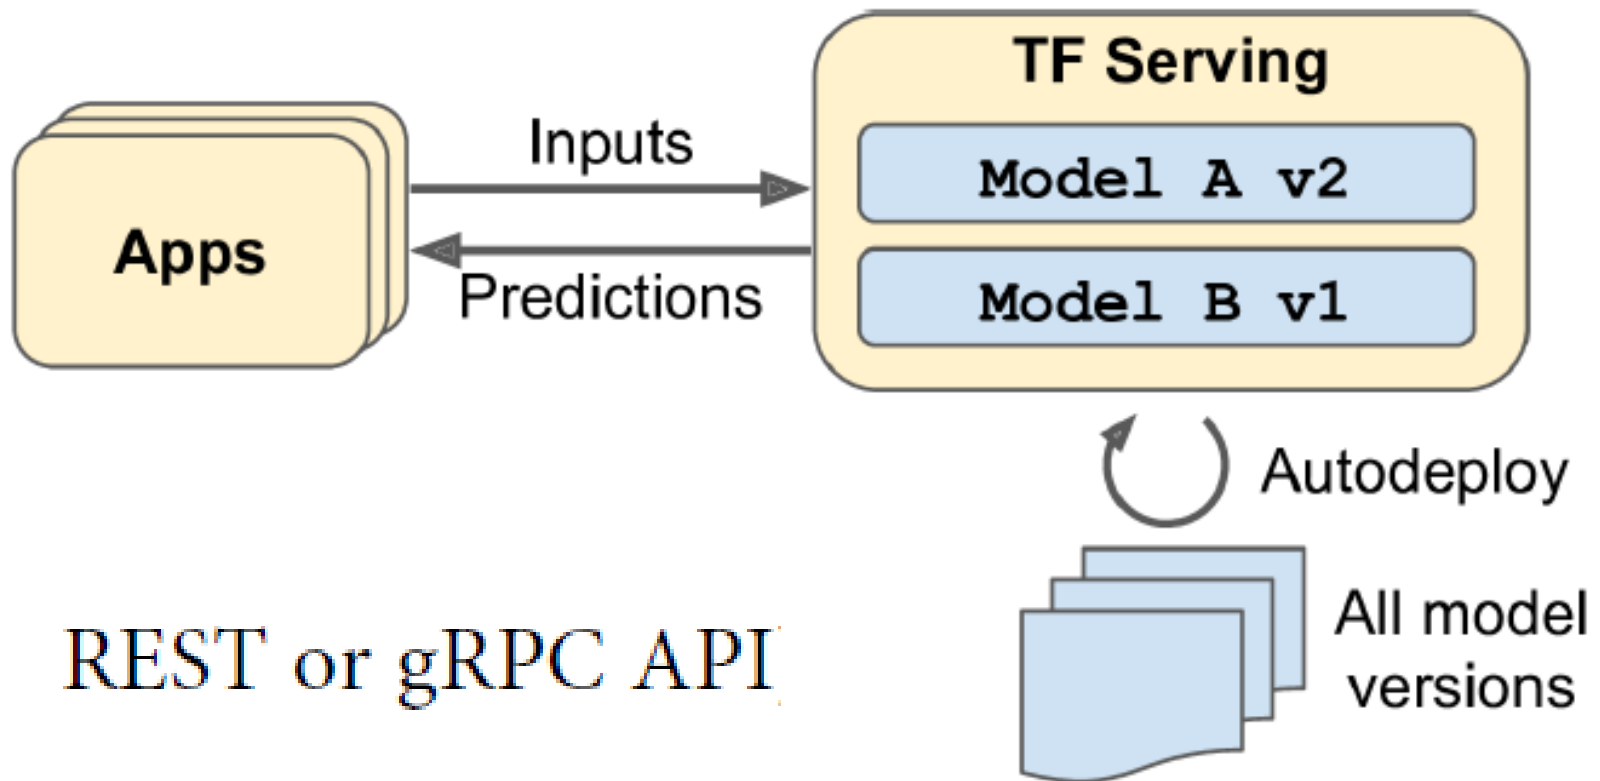 TF Serving
Inputs
Model A v2
Apps
Predictions
Model B v1
Autodeploy
All model
versions
REST or gRPC API